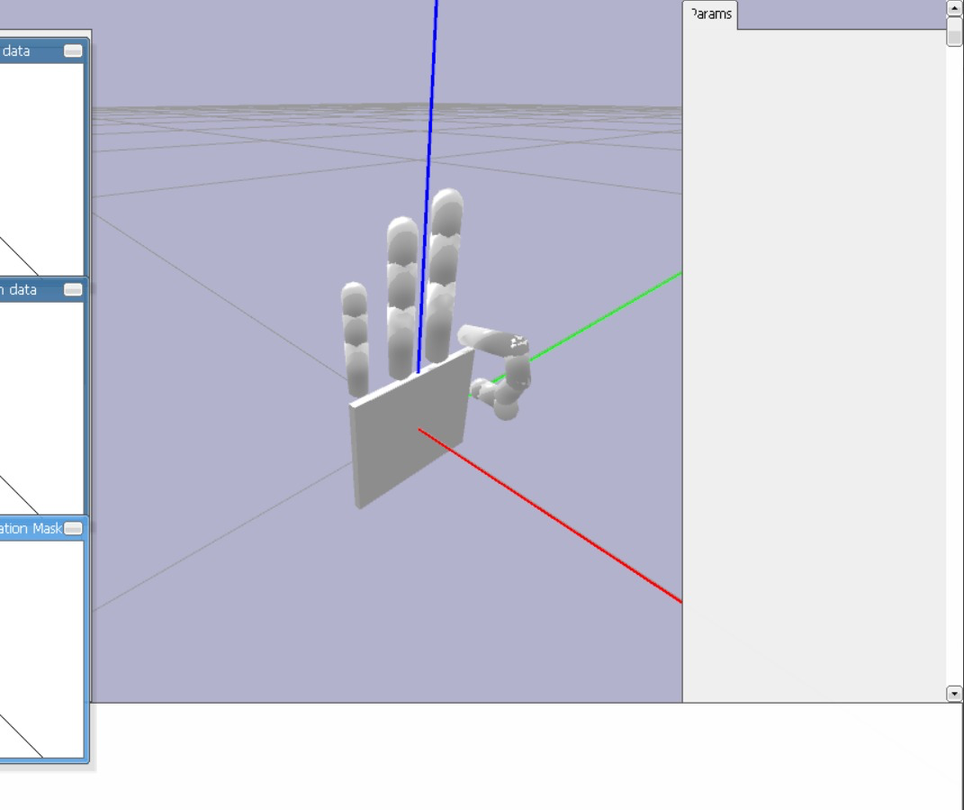 Params
data
n data
ation Mask